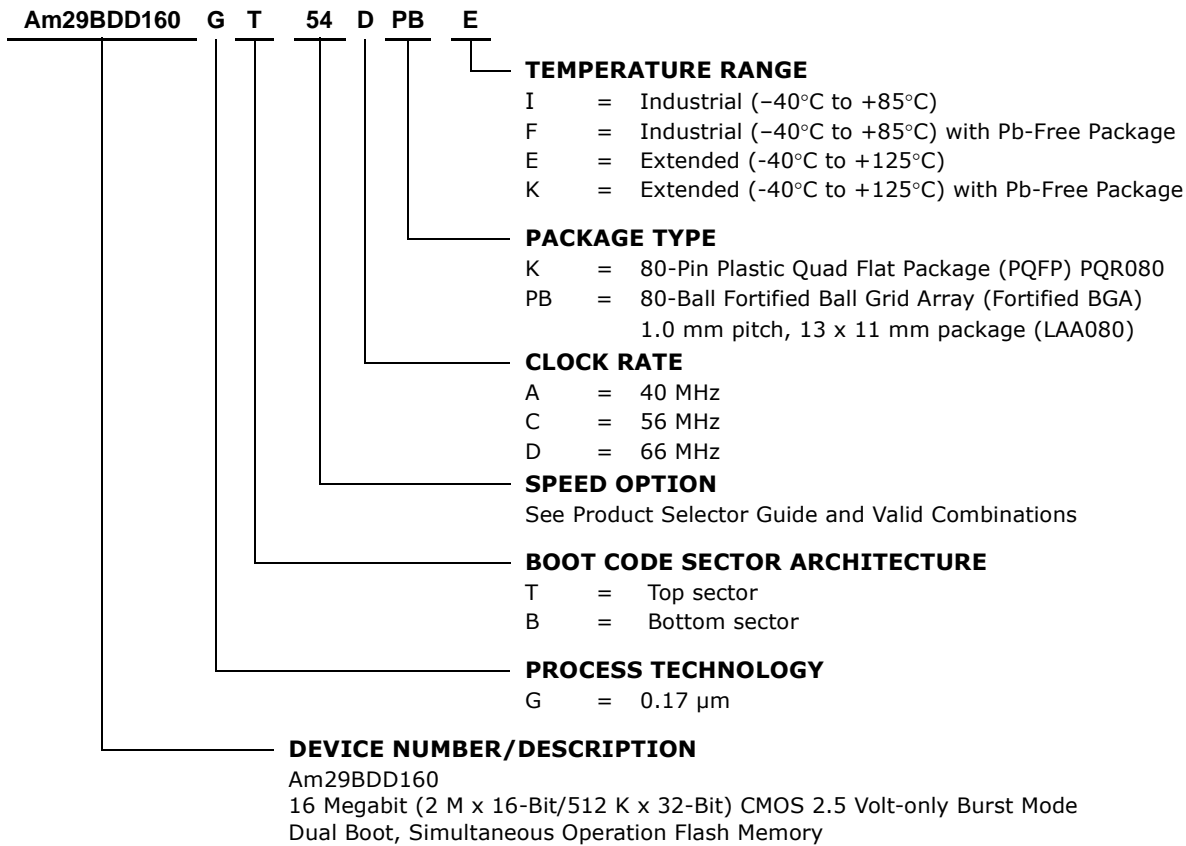 Am29BDD160 G T 54 D PB E
TEMPERATURE RANGE
I = Industrial (–40°C to +85°C)
F = Industrial (–40°C to +85°C) with Pb-Free Package
E = Extended (-40°C to +125°C)
K = Extended (-40°C to +125°C) with Pb-Free Package
PACKAGE TYPE
K = 80-Pin Plastic Quad Flat Package (PQFP) PQR080
PB = 80-Ball Fortified Ball Grid Array (Fortified BGA)
1.0 mm pitch, 13 x 11 mm package (LAA080)
CLOCK RATE
A = 40 MHz
C = 56 MHz
D = 66 MHz
SPEED OPTION
See Product Selector Guide and Valid Combinations
BOOT CODE SECTOR ARCHITECTURE
T = Top sector
B = Bottom sector
PROCESS TECHNOLOGY
G = 0.17 µm
DEVICE NUMBER/DESCRIPTION
Am29BDD160
16 Megabit (2 M x 16-Bit/512 K x 32-Bit) CMOS 2.5 Volt-only Burst Mode
Dual Boot, Simultaneous Operation Flash Memory